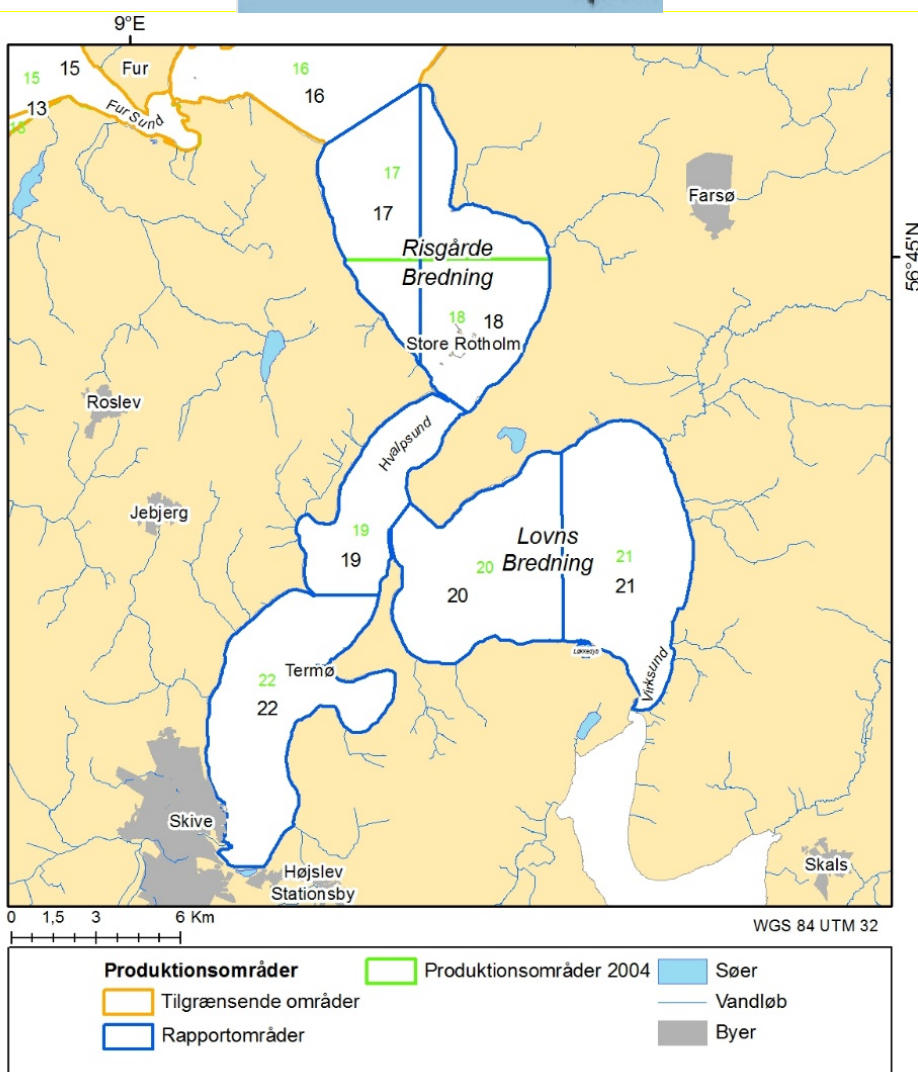 9°E
15
15
Fur
16
16
13
Fur Sund
17
17
Farsø
Risgårde
Bredning
56°45'N
18
18
Store Rotholm
Roslev
Hvalpsund
Jebjerg
19
19
Lovns
Bredning
20
20
21
21
Termø
22
22
Virksund
Skive
Højslev
Stationsby
Skals
0 1,5 3 6 Km
WGS 84 UTM 32
Produktionsområder
Tilgrænsende områder
Rapportområder
Produktionsområder 2004
Søer
Vandløb
Byer